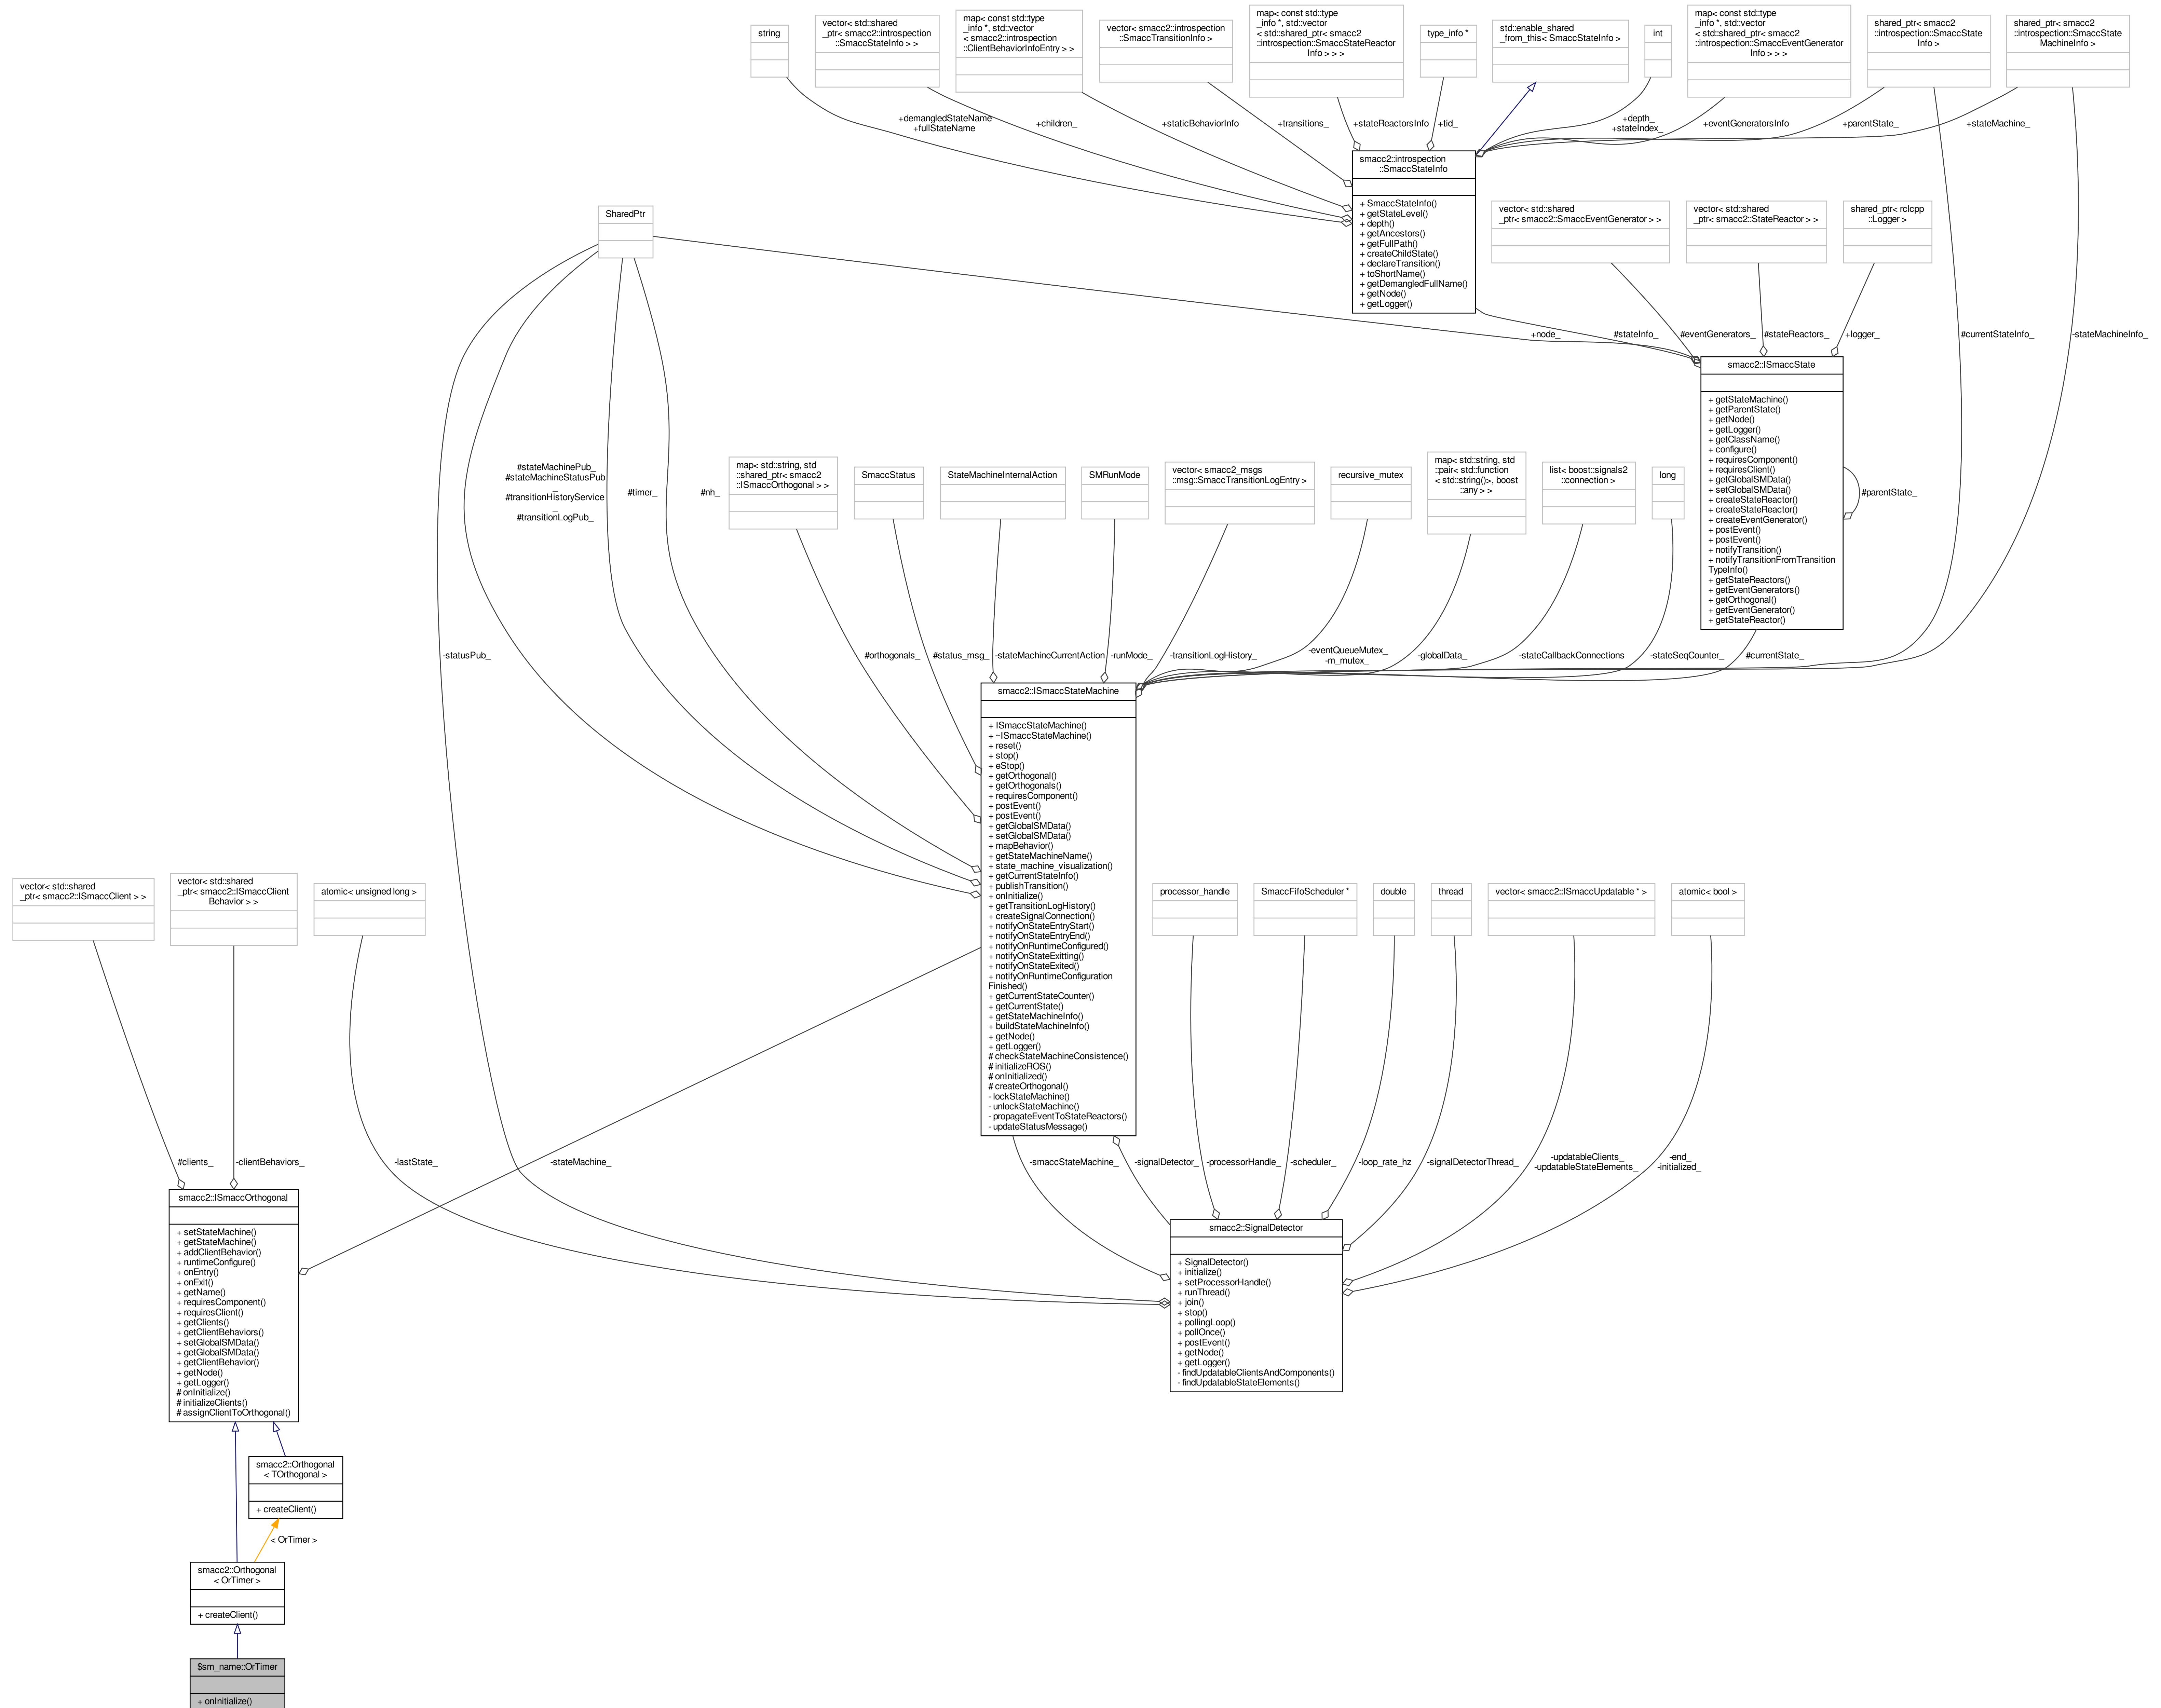 string
vector< std::shared
_ptr< smacc2::introspection
::SmaccStateInfo > >
map< const std::type
_info *, std::vector
< smacc2::introspection
::ClientBehaviorInfoEntry > >
vector< smacc2::introspection
::SmaccTransitionInfo >
map< const std::type
_info *, std::vector
< std::shared_ptr< smacc2
::introspection::SmaccStateReactor
Info > > >
type_info *
std::enable_shared
_from_this< SmaccStateInfo >
int
map< const std::type
_info *, std::vector
< std::shared_ptr< smacc2
::introspection::SmaccEventGenerator
Info > > >
shared_ptr< smacc2
::introspection::SmaccState
Info >
shared_ptr< smacc2
::introspection::SmaccState
MachineInfo >
+demangledStateName
+fullStateName
+children_
+staticBehaviorInfo
+transitions_
+stateReactorsInfo
+tid_
+depth_
+stateIndex_
+eventGeneratorsInfo
+parentState_
+stateMachine_
smacc2::introspection
::SmaccStateInfo
+ SmaccStateInfo()
+ getStateLevel()
+ depth()
+ getAncestors()
+ getFullPath()
+ createChildState()
+ declareTransition()
+ toShortName()
+ getDemangledFullName()
+ getNode()
+ getLogger()
SharedPtr
vector< std::shared
_ptr< smacc2::SmaccEventGenerator > >
vector< std::shared
_ptr< smacc2::StateReactor > >
shared_ptr< rclcpp
::Logger >
+node_
#stateInfo_
#eventGenerators_
#stateReactors_
+logger_
#currentStateInfo_
-stateMachineInfo_
smacc2::ISmaccState
+ getStateMachine()
+ getParentState()
+ getNode()
+ getLogger()
+ getClassName()
+ configure()
+ requiresComponent()
+ requiresClient()
+ getGlobalSMData()
+ setGlobalSMData()
+ createStateReactor()
+ createStateReactor()
+ createEventGenerator()
+ postEvent()
+ postEvent()
+ notifyTransition()
+ notifyTransitionFromTransition
TypeInfo()
+ getStateReactors()
+ getEventGenerators()
+ getOrthogonal()
+ getEventGenerator()
+ getStateReactor()
#parentState_
#stateMachinePub_
#stateMachineStatusPub
_
#transitionHistoryService
_
#transitionLogPub_
#timer_
#nh_
map< std::string, std
::shared_ptr< smacc2
::ISmaccOrthogonal > >
SmaccStatus
StateMachineInternalAction
SMRunMode
vector< smacc2_msgs
::msg::SmaccTransitionLogEntry >
recursive_mutex
map< std::string, std
::pair< std::function
< std::string()>, boost
::any > >
list< boost::signals2
::connection >
long
-statusPub_
#orthogonals_
#status_msg_
-stateMachineCurrentAction
-runMode_
-transitionLogHistory_
-eventQueueMutex_
-m_mutex_
-globalData_
-stateCallbackConnections
-stateSeqCounter_
#currentState_
smacc2::ISmaccStateMachine
+ ISmaccStateMachine()
+ ~ISmaccStateMachine()
+ reset()
+ stop()
+ eStop()
+ getOrthogonal()
+ getOrthogonals()
+ requiresComponent()
+ postEvent()
+ postEvent()
+ getGlobalSMData()
+ setGlobalSMData()
+ mapBehavior()
+ getStateMachineName()
+ state_machine_visualization()
+ getCurrentStateInfo()
+ publishTransition()
+ onInitialize()
+ getTransitionLogHistory()
+ createSignalConnection()
+ notifyOnStateEntryStart()
+ notifyOnStateEntryEnd()
+ notifyOnRuntimeConfigured()
+ notifyOnStateExitting()
+ notifyOnStateExited()
+ notifyOnRuntimeConfiguration
Finished()
+ getCurrentStateCounter()
+ getCurrentState()
+ getStateMachineInfo()
+ buildStateMachineInfo()
+ getNode()
+ getLogger()
# checkStateMachineConsistence()
# initializeROS()
# onInitialized()
# createOrthogonal()
- lockStateMachine()
- unlockStateMachine()
- propagateEventToStateReactors()
- updateStatusMessage()
vector< std::shared
_ptr< smacc2::ISmaccClient > >
vector< std::shared
_ptr< smacc2::ISmaccClient
Behavior > >
atomic< unsigned long >
processor_handle
SmaccFifoScheduler *
double
thread
vector< smacc2::ISmaccUpdatable * >
atomic< bool >
#clients_
-clientBehaviors_
-lastState_
-stateMachine_
-smaccStateMachine_
-signalDetector_
-processorHandle_
-scheduler_
-loop_rate_hz
-signalDetectorThread_
-updatableClients_
-updatableStateElements_
-end_
-initialized_
smacc2::ISmaccOrthogonal
+ setStateMachine()
+ getStateMachine()
+ addClientBehavior()
+ runtimeConfigure()
+ onEntry()
+ onExit()
+ getName()
+ requiresComponent()
+ requiresClient()
+ getClients()
+ getClientBehaviors()
+ setGlobalSMData()
+ getGlobalSMData()
+ getClientBehavior()
+ getNode()
+ getLogger()
# onInitialize()
# initializeClients()
# assignClientToOrthogonal()
smacc2::SignalDetector
+ SignalDetector()
+ initialize()
+ setProcessorHandle()
+ runThread()
+ join()
+ stop()
+ pollingLoop()
+ pollOnce()
+ postEvent()
+ getNode()
+ getLogger()
- findUpdatableClientsAndComponents()
- findUpdatableStateElements()
smacc2::Orthogonal
< TOrthogonal >
+ createClient()
< OrTimer >
smacc2::Orthogonal
< OrTimer >
+ createClient()
$sm_name::OrTimer
+ onInitialize()